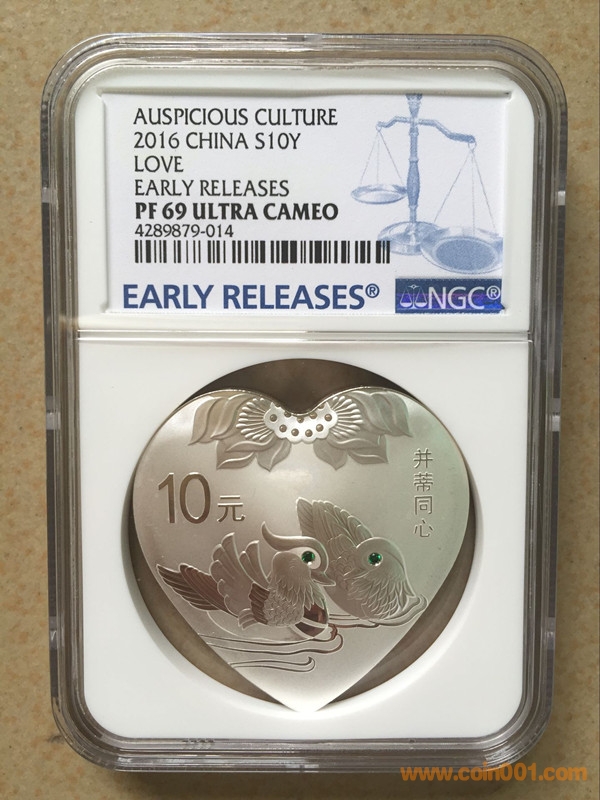 AUSPICIOUS CULTURE
2016 CHINA S10Y
LOVE
EARLY RELEASES
PF 69 ULTRA CAMEO
4289879-014
EARLY RELEASES®
NGC®
并蒂同心
10元
www.coin001.com